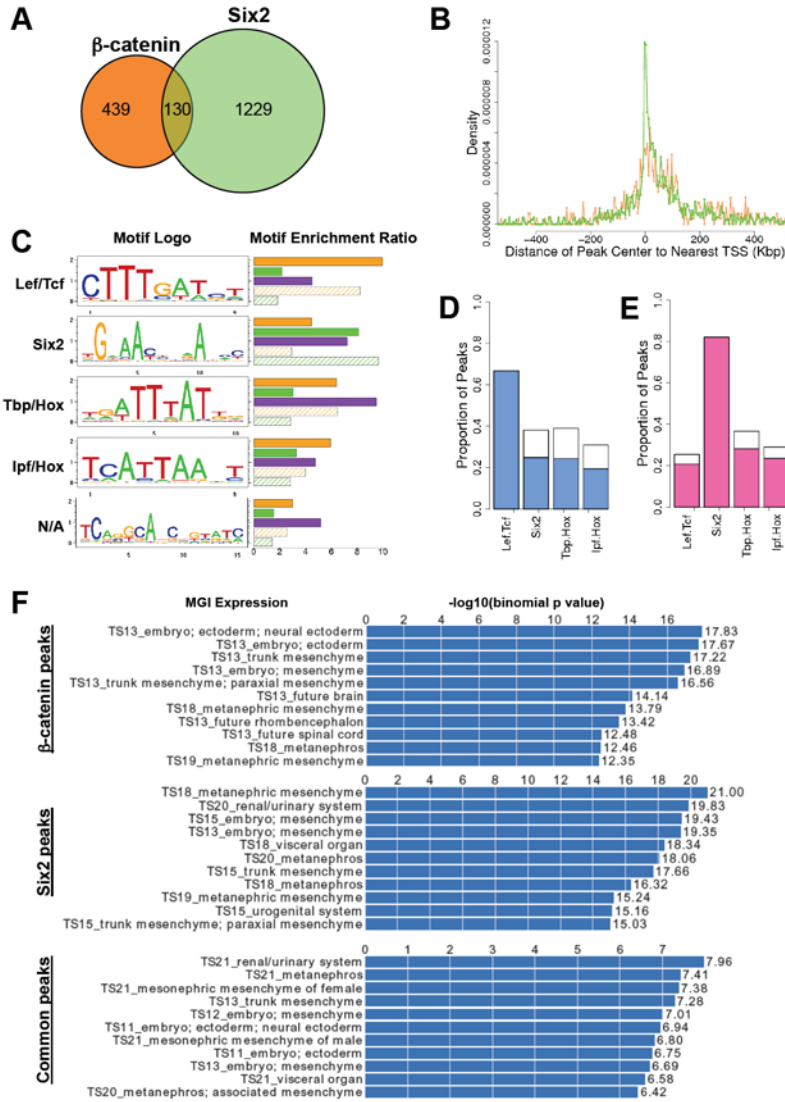 A
Six2
β-catenin
439
130
1229
B
Density
0.000000
0.000004
0.000008
0.000012
−400
−200
0
200
400
Distance of Peak Center to Nearest TSS (Kbp)
C
Motif Logo
Motif Enrichment Ratio
Lef/Tcf
CTTTGATCT
Six2
Tbp/Hox
Ipf/Hox
TCATTAA T
N/A
5
10
15
0 2 4 6 8 10
D
Proportion of Peaks
0.0
0.2
0.4
0.6
0.8
1.0
Lef.Tcf
Six2
Tbp.Hox
Ipf.Hox
E
Proportion of Peaks
0.0
0.2
0.4
0.6
0.8
1.0
Lef.Tcf
Six2
Tbp.Hox
Ipf.Hox
F
MGI Expression
-log10(binomial p value)
β-catenin peaks
0 2 4 6 8 10 12 14 16
TS13_embryo; ectoderm; neural ectoderm 17.83
TS13_embryo; ectoderm 17.67
TS13_trunk mesenchyme 17.22
TS13_embryo; mesenchyme 16.89
TS13_trunk mesenchyme; paraxial mesenchyme 16.56
TS13_future brain 14.14
TS18_metanephric mesenchyme 13.79
TS13_future rhombencephalon 13.42
TS13_future spinal cord 12.48
TS18_metanephros 12.46
TS19_metanephric mesenchyme 12.35
Six2 peaks
0 2 4 6 8 10 12 14 16 18 20
TS18_metanephric mesenchyme 21.00
TS20_renal/urinary system 19.83
TS15_embryo; mesenchyme 19.43
TS13_embryo; mesenchyme 19.35
TS18_visceral organ 18.34
TS20_metanephros 18.06
TS15_trunk mesenchyme 17.66
TS18_metanephros 16.32
TS19_metanephric mesenchyme 15.24
TS15_urogenital system 15.16
TS15_trunk mesenchyme; paraxial mesenchyme 15.03
Common peaks
0 1 2 3 4 5 6 7
TS21_renal/urinary system 7.96
TS21_metanephros 7.41
TS21_mesonephric mesenchyme of female 7.38
TS13_trunk mesenchyme 7.28
TS12_embryo; mesenchyme 7.01
TS11_embryo; ectoderm; neural ectoderm 6.94
TS21_mesonephric mesenchyme of male 6.80
TS11_embryo; ectoderm 6.75
TS13_embryo; mesenchyme 6.69
TS21_visceral organ 6.58
TS20_metanephros; associated mesenchyme 6.42